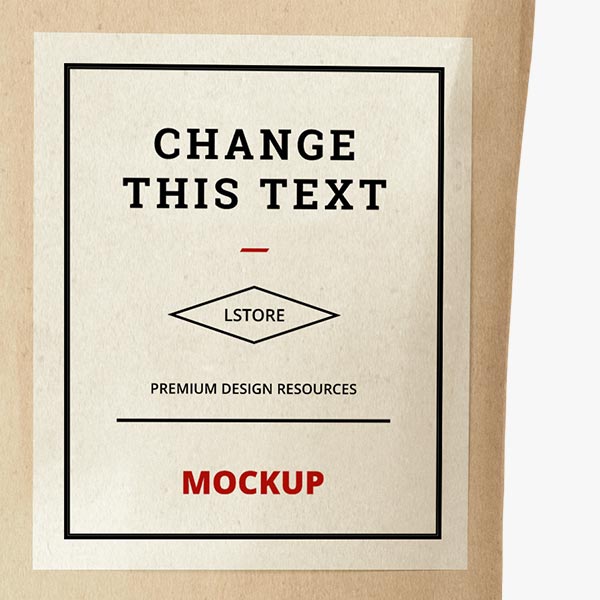 CHANGE
THIS TEXT
LSTORE
PREMIUM DESIGN RESOURCES
MOCKUP